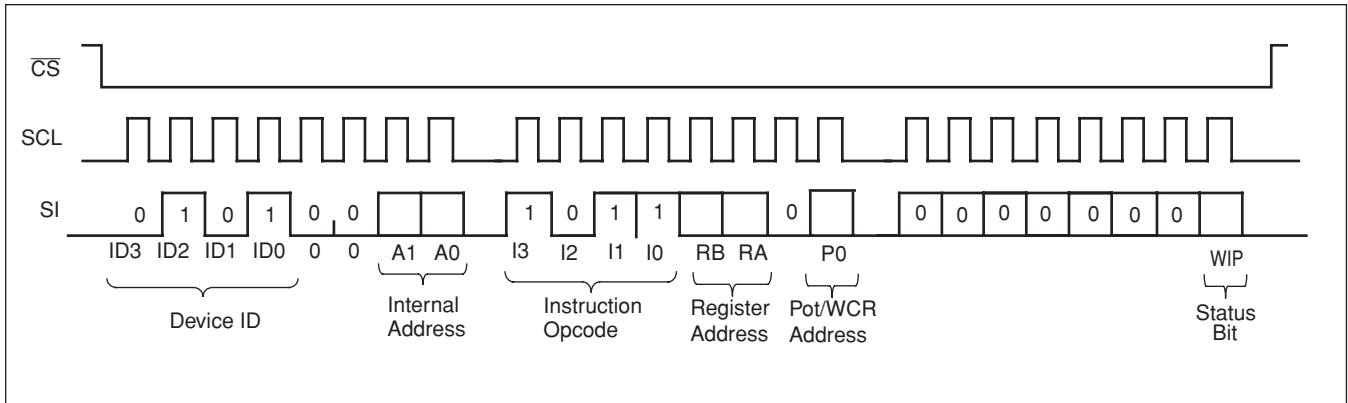 CS
SCL
SI
0 1 0 1 0 0
1 0 1 1 0
0 0 0 0 0 0 0
ID3 ID2 ID1 ID0 0 0 A1 A0
I3 I2 I1 I0 RB RA P0
WIP
Device ID
Internal
Address
Instruction
Opcode
Register
Address
Pot/WCR
Address
Status
Bit